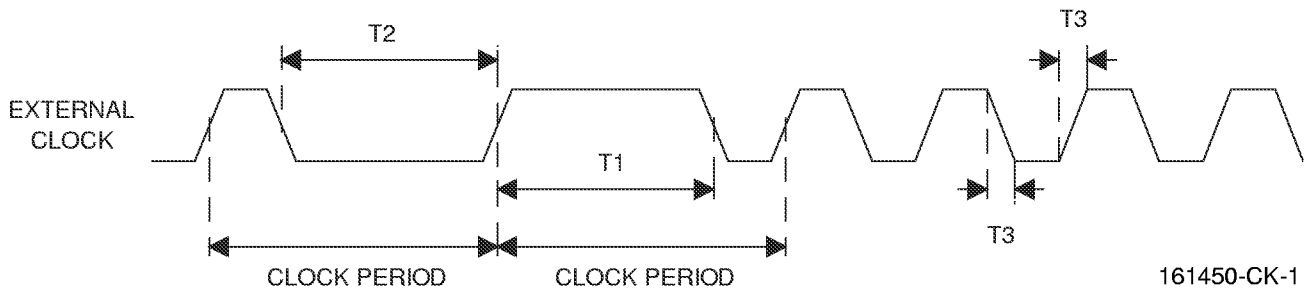 T3
T2
EXTERNAL
CLOCK
T1
T3
CLOCK PERIOD CLOCK PERIOD 161450-CK-1